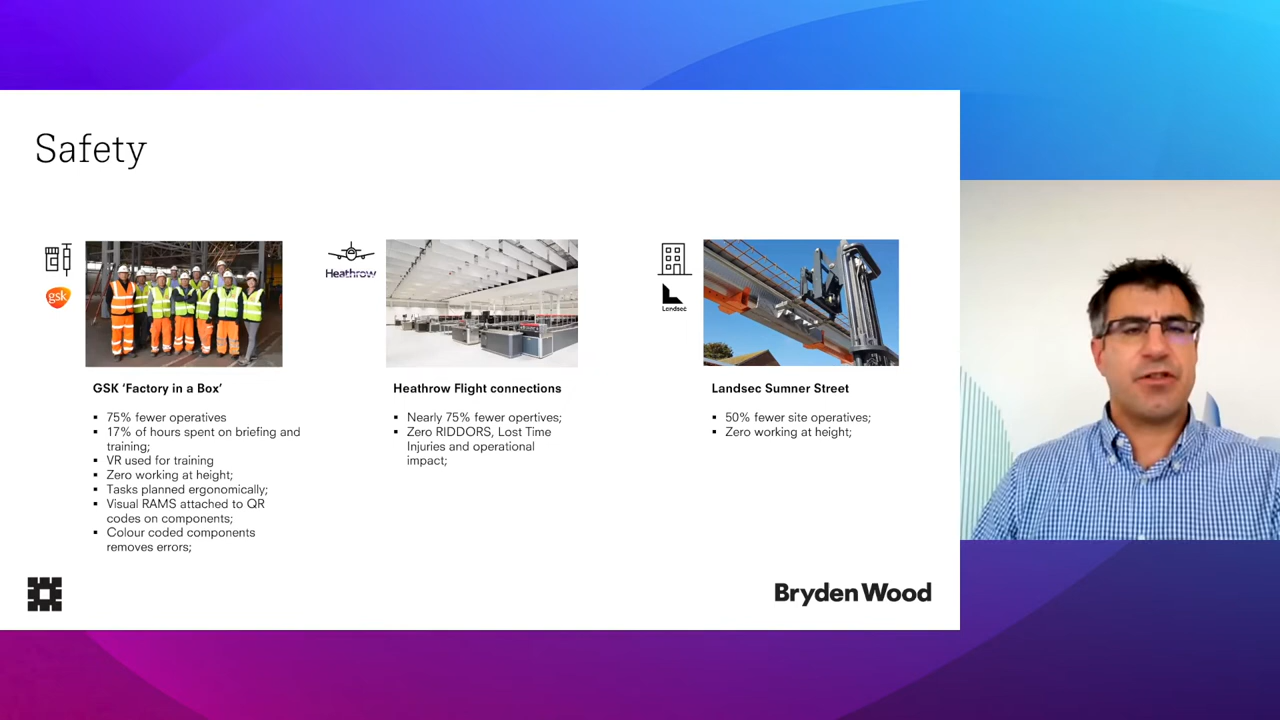 Safety
gsk
Heathrow
Landsec
GSK ‘Factory in a Box’
▪ 75% fewer operatives
▪ 17% of hours spent on briefing and
training;
▪ VR used for training
▪ Zero working at height;
▪ Tasks planned ergonomically;
▪ Visual RAMS attached to QR
codes on components;
▪ Colour coded components
removes errors;
Heathrow Flight connections
▪ Nearly 75% fewer opertives;
▪ Zero RIDDORS, Lost Time
Injuries and operational
impact;
Landsec Sumner Street
▪ 50% fewer site operatives;
▪ Zero working at height;
Bryden Wood